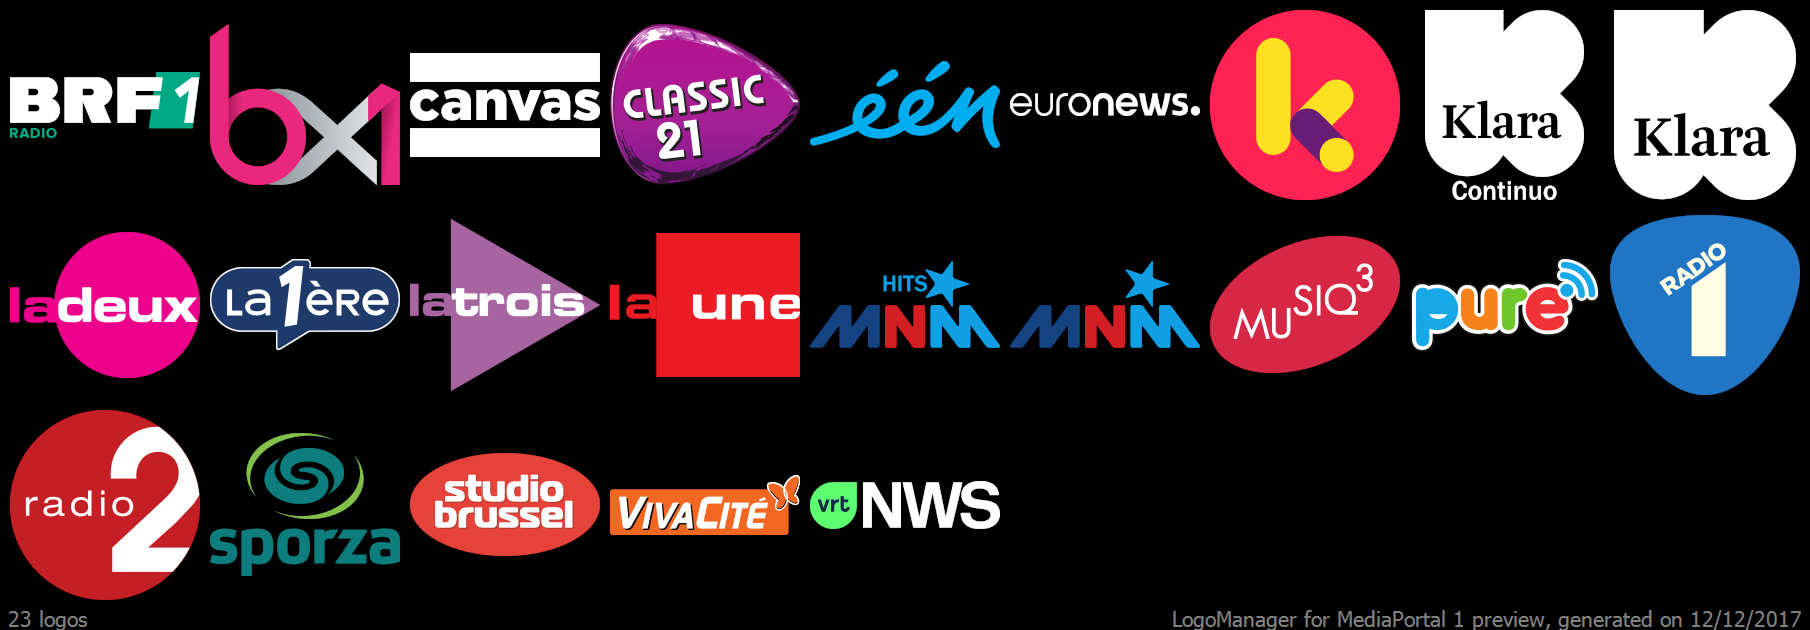 BRF1
RADIO
bx1
canvas
CLASSIC
21
één
euronews.
k
Klara
Continuo
Klara
ladeux
LA 1ÈRE
latrois
la une
HITS
MNM
MNM
MUSIQ3
pure
RADIO
1
radio 2
sporza
studio
brussel
VIVACITÉ
vrt NWS
23 logos
LogoManager for MediaPortal 1 preview, generated on 12/12/2017